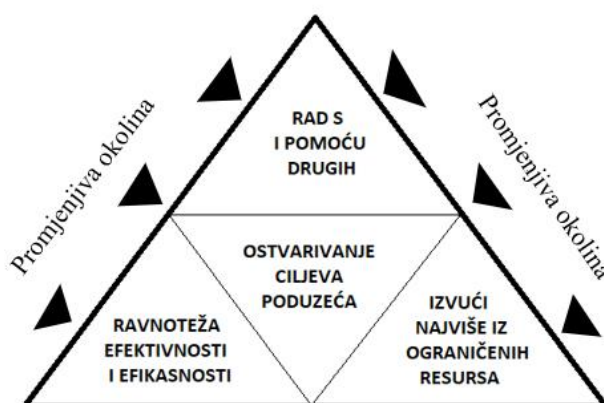 Promjenjiva okolina
Promjenjiva okolina
RAD S
I POMOĆU
DRUGIH
OSTVARIVANJE
CILJEVA
PODUZEĆA
RAVNOTEŽA
EFEKTIVNOSTI
I EFIKASNOSTI
IZVUĆI
NAJVIŠE IZ
OGRANIČENIH
RESURSA